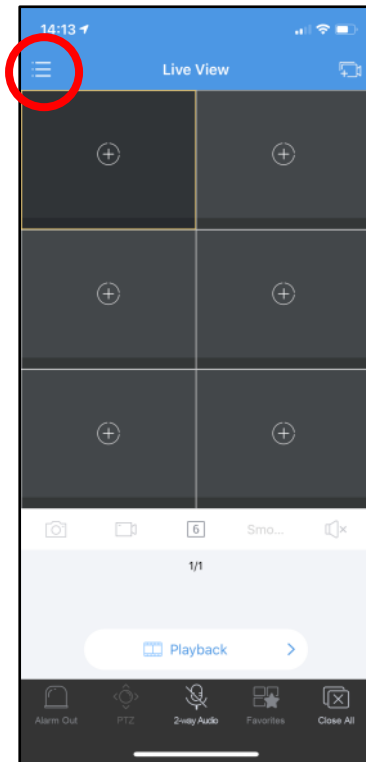 14:13
Live View
6
Smo...
1/1
Playback
Alarm Out
PTZ
2-way Audio
Favorites
Close All